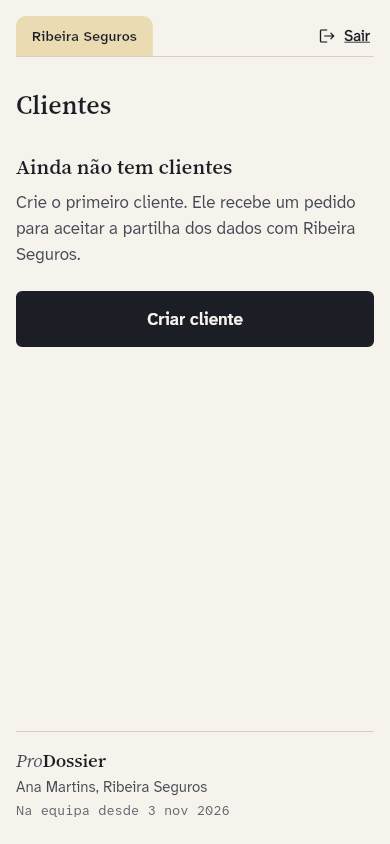 Ribeira Seguros
Sair
Clientes
Ainda não tem clientes
Crie o primeiro cliente. Ele recebe um pedido
para aceitar a partilha dos dados com Ribeira
Seguros.
Criar cliente
ProDossier
Ana Martins, Ribeira Seguros
Na equipa desde 3 nov 2026